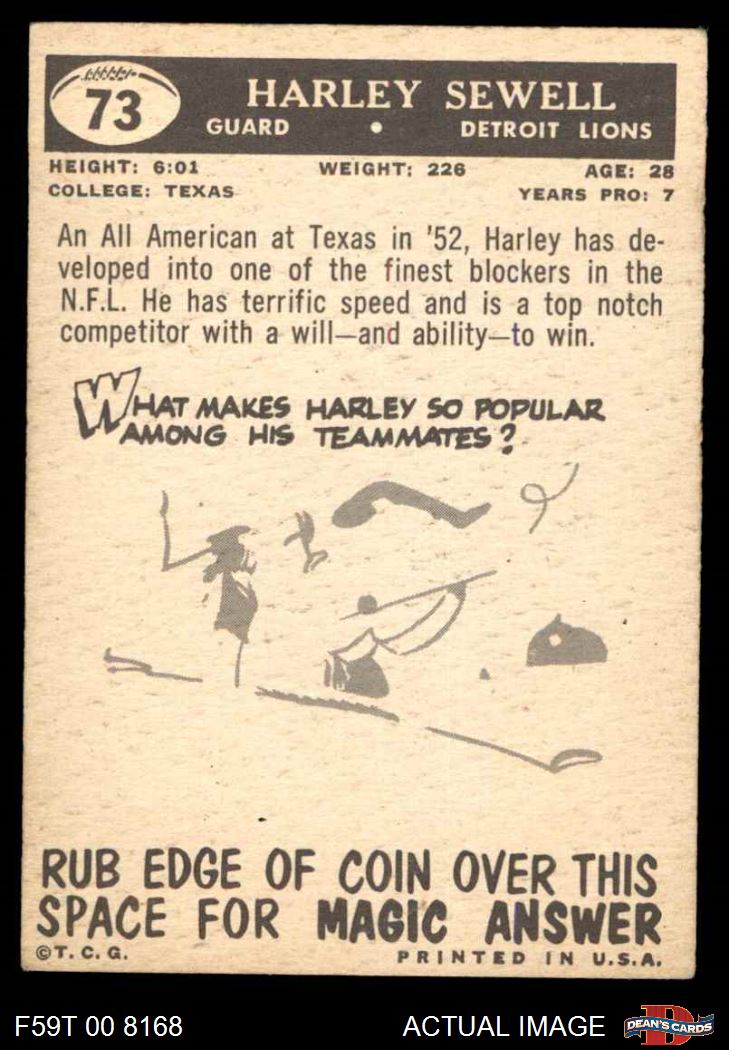 73
HARLEY SEWELL
GUARD • DETROIT LIONS
HEIGHT: 6:01 WEIGHT: 226 AGE: 28
COLLEGE: TEXAS YEARS PRO: 7
An All American at Texas in '52, Harley has de-
veloped into one of the finest blockers in the
N.F.L. He has terrific speed and is a top notch
competitor with a will—and ability—to win.
WHAT MAKES HARLEY SO POPULAR
AMONG HIS TEAMMATES?
RUB EDGE OF COIN OVER THIS
SPACE FOR MAGIC ANSWER
© T. C. G. PRINTED IN U.S.A.
F59T 00 8168 ACTUAL IMAGE D DEAN'S CARDS